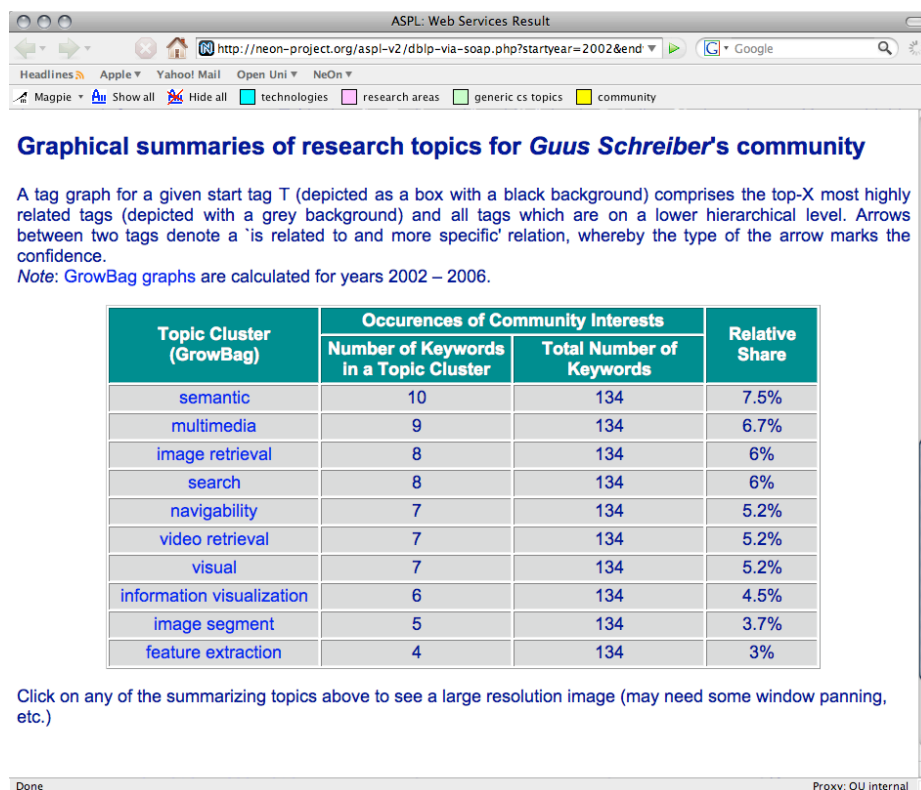 ASPL: Web Services Result
http://neon-project.org/aspl-v2/dblp-via-soap.php?startyear=2002&end
G Google
Headlines Apple Yahoo! Mail Open Uni NeOn
Magpie Au Show all Au Hide all technologies research areas generic cs topics community
Graphical summaries of research topics for Guus Schreiber's community
A tag graph for a given start tag T (depicted as a box with a black background) comprises the top-X most highly
related tags (depicted with a grey background) and all tags which are on a lower hierarchical level. Arrows
between two tags denote a `is related to and more specific' relation, whereby the type of the arrow marks the
confidence.
Note: GrowBag graphs are calculated for years 2002 – 2006.
Topic Cluster
(GrowBag)
Occurences of Community Interests
Number of Keywords
in a Topic Cluster
Total Number of
Keywords
Relative
Share
semantic 10 134 7.5%
multimedia 9 134 6.7%
image retrieval 8 134 6%
search 8 134 6%
navigability 7 134 5.2%
video retrieval 7 134 5.2%
visual 7 134 5.2%
information visualization 6 134 4.5%
image segment 5 134 3.7%
feature extraction 4 134 3%
Click on any of the summarizing topics above to see a large resolution image (may need some window panning,
etc.)
Done Proxy: OU internal